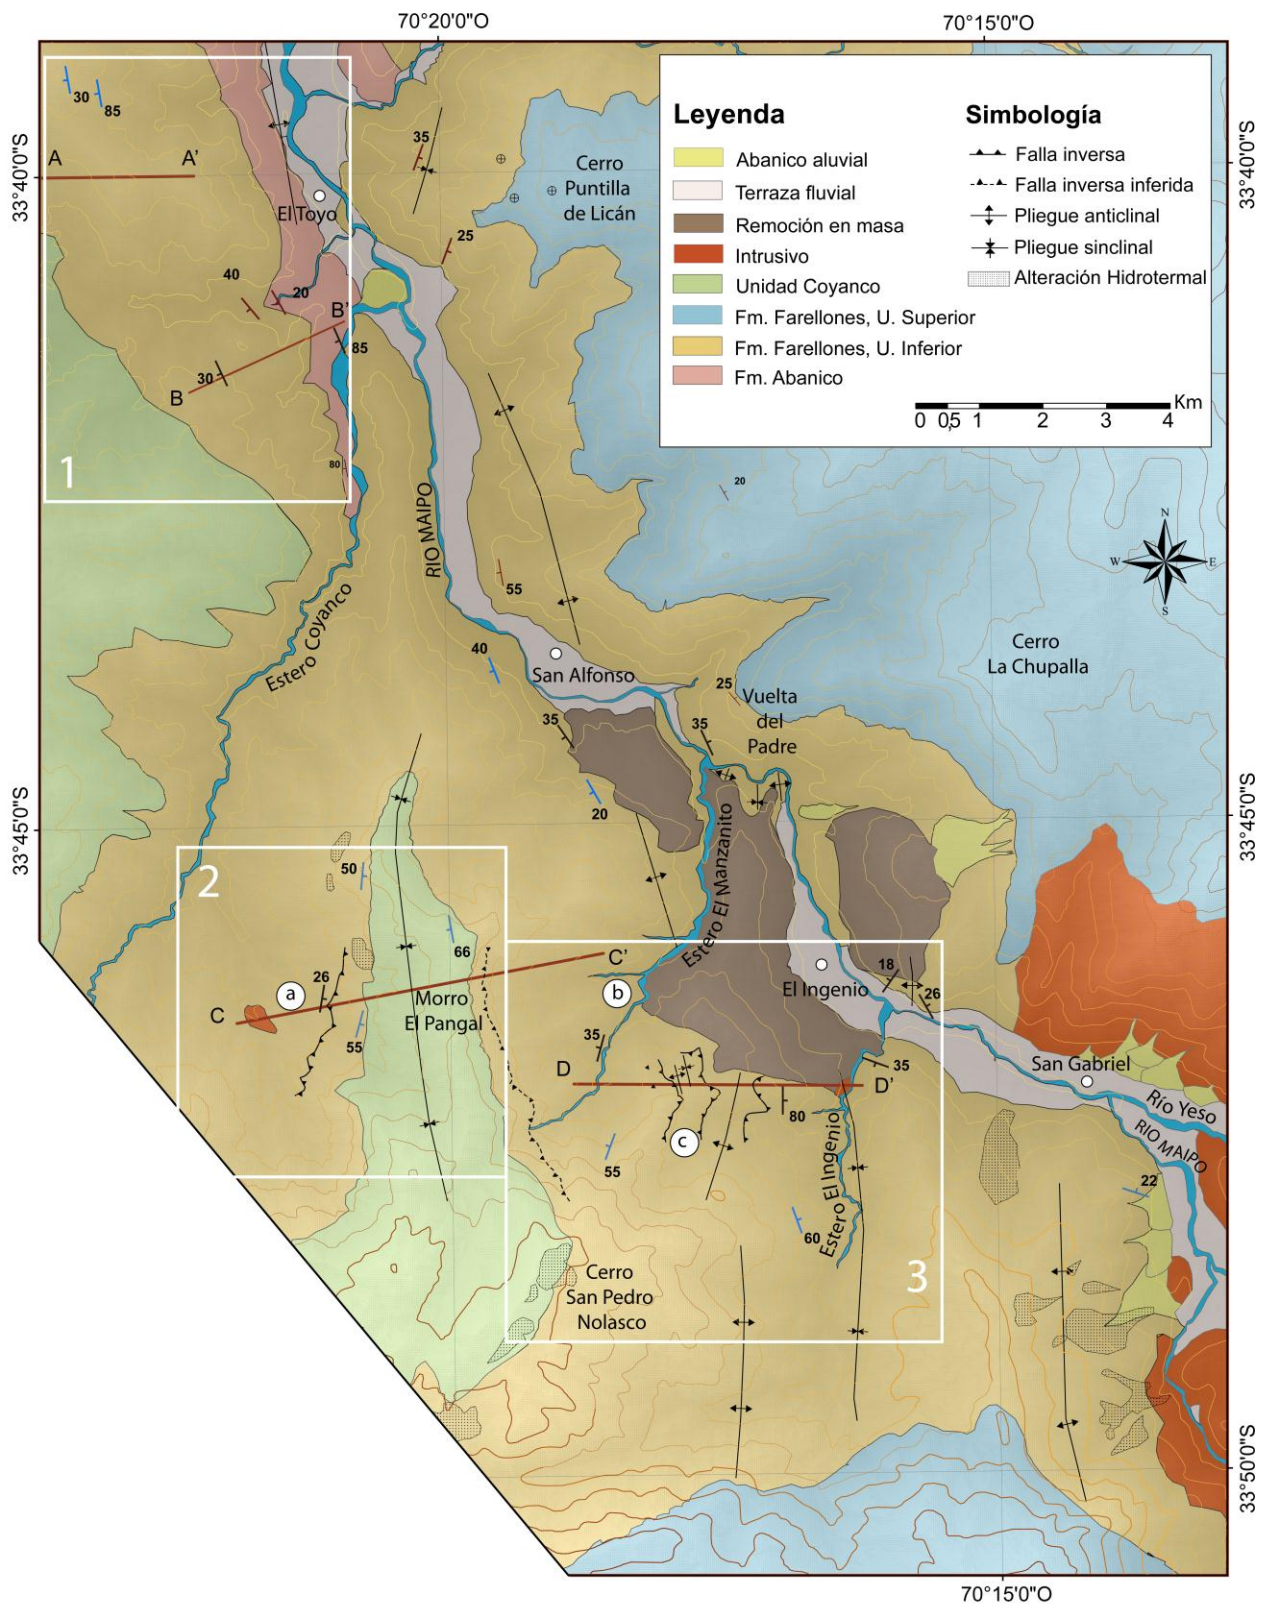 70°20'0"O
70°15'0"O
33°40'0"S
33°40'0"S
30
85
A
A'
El Toyo
35
25
Cerro
Puntilla
de Licán
Leyenda
Abanico aluvial
Terraza fluvial
Remoción en masa
Intrusivo
Unidad Coyanco
Fm. Farellones, U. Superior
Fm. Farellones, U. Inferior
Fm. Abanico
Simbología
Falla inversa
Falla inversa inferida
Pliegue anticlinal
Pliegue sinclinal
Alteración Hidrotermal
0 0,5 1 2 3 4 Km
40
20
B'
85
30
B
80
1
RIO MAIPO
20
N
W E
S
55
Estero Coyanco
40
San Alfonso
Cerro
La Chupalla
25
Vuelta
del
Padre
35
35
20
33°45'0"S
33°45'0"S
2
50
66
Estero El Manzanito
C'
26
a
C
Morro
El Pangal
55
b
El Ingenio
18
26
35
D
D'
35
San Gabriel
Río Yeso
RIO MAIPO
80
c
55
Estero El Ingenio
60
22
3
Cerro
San Pedro
Nolasco
33°50'0"S
70°15'0"O